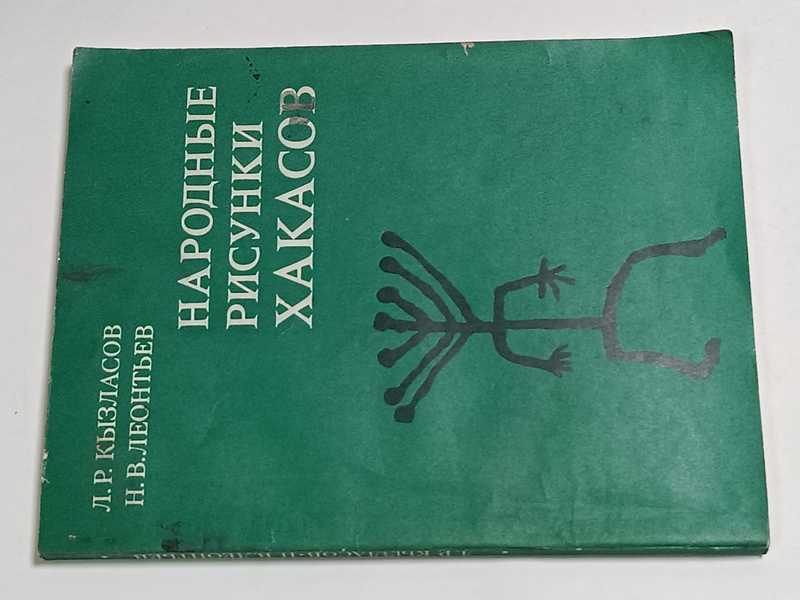 Л. Р. КЫЗЛАСОВ
Н. В. ЛЕОНТЬЕВ
НАРОДНЫЕ
РИСУНКИ
ХАКАСОВ